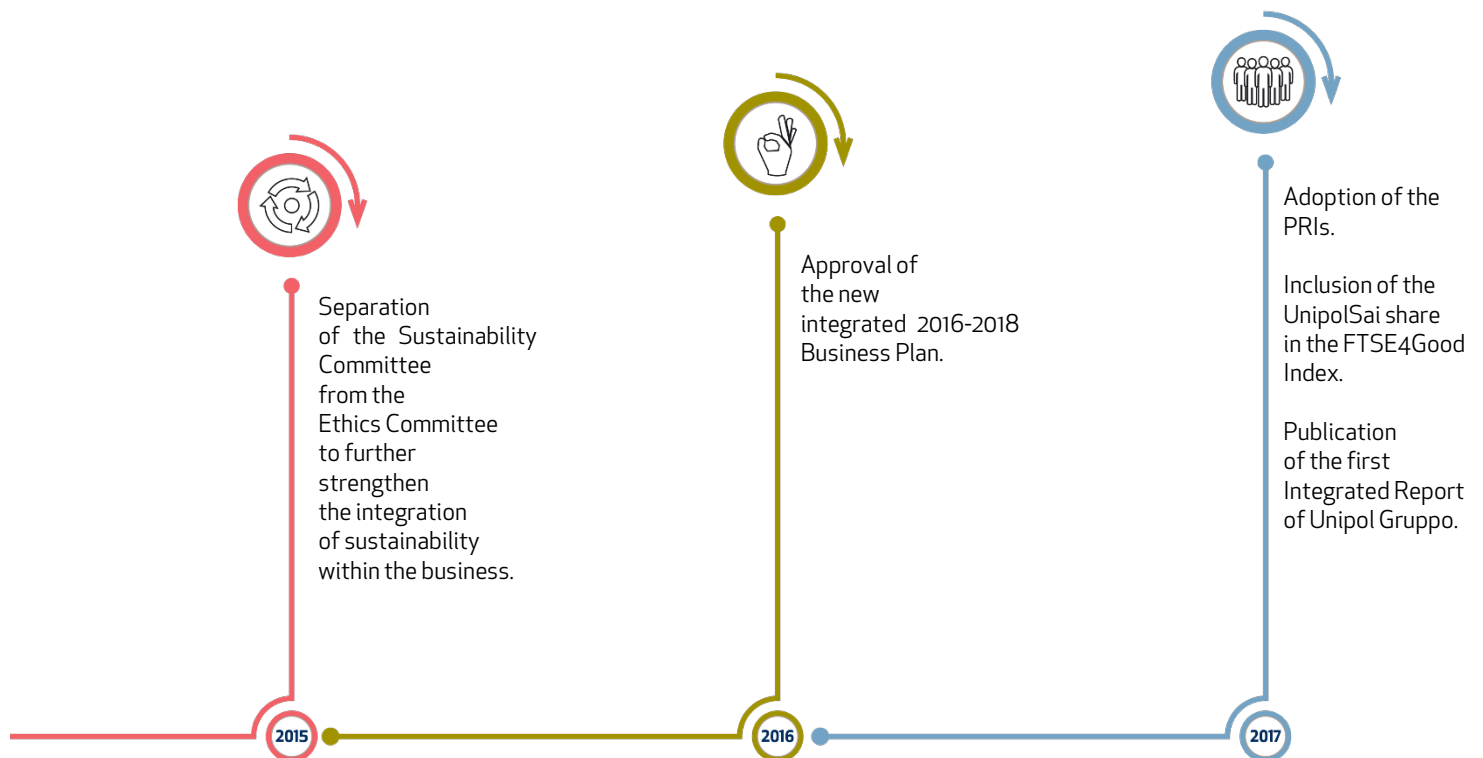 Separation
of the Sustainability
Committee
from the
Ethics Committee
to further
strengthen
the integration
of sustainability
within the business.
Approval of
the new
integrated 2016-2018
Business Plan.
Adoption of the
PRIs.
Inclusion of the
UnipolSai share
in the FTSE4Good
Index.
Publication
of the first
Integrated Report
of Unipol Gruppo.
2015
2016
2017